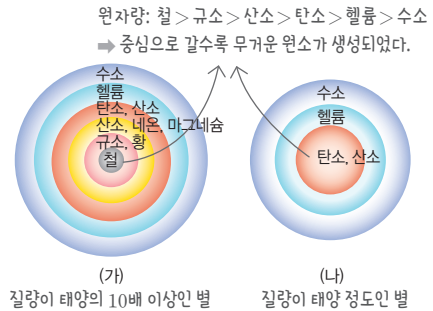 원자량: 철 > 규소 > 산소 > 탄소 > 헬륨 > 수소
➡ 중심으로 갈수록 무거운 원소가 생성되었다.
수소
헬륨
탄소, 산소
산소, 네온, 마그네슘
규소, 황
철
수소
헬륨
탄소, 산소
(가)
질량이 태양의 10배 이상인 별
(나)
질량이 태양 정도인 별